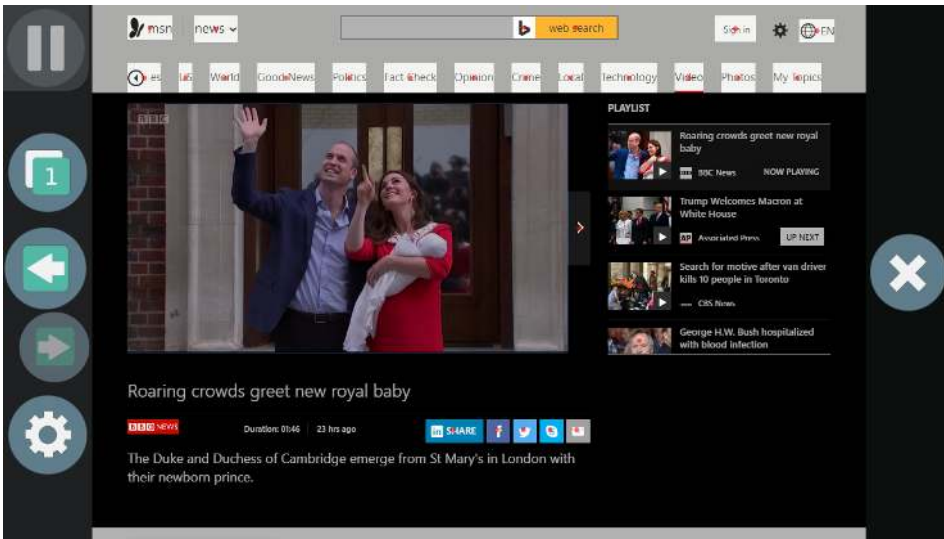 msn
news
web search
Sign in
EN
es
US
World
Good News
Politics
Fact Check
Opinion
Crime
Local
Technology
Video
Photos
My Topics
1
BBC
PLAYLIST
Roaring crowds greet new royal
baby
BBC News
NOW PLAYING
Trump Welcomes Macron at
White House
AP
Associated Press
UP NEXT
Search for motive after van driver
kills 10 people in Toronto
CBS News
George H.W. Bush hospitalized
with blood infection
Roaring crowds greet new royal baby
BBC NEWS
Duration: 01:46
23 hrs ago
in SHARE
The Duke and Duchess of Cambridge emerge from St Mary's in London with
their newborn prince.